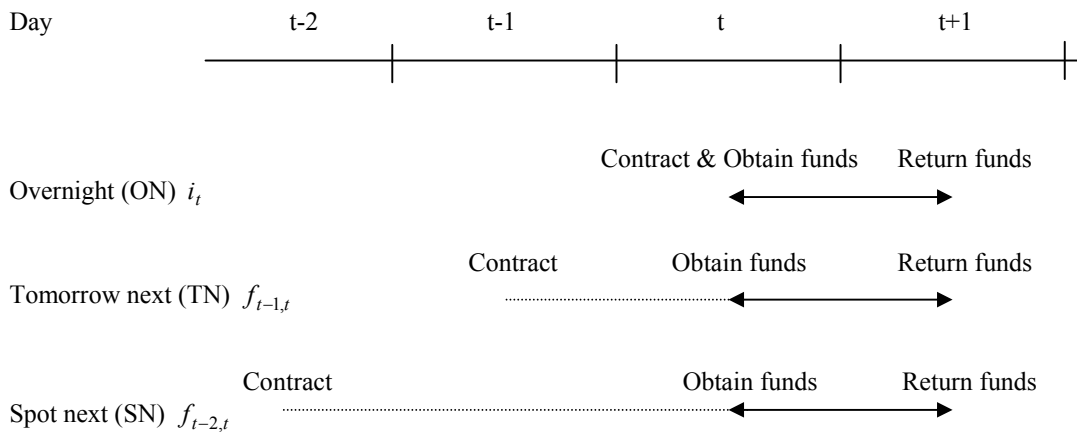 Day t-2 t-1 t t+1
Contract & Obtain funds Return funds
Overnight (ON) i_t
Contract Obtain funds Return funds
Tomorrow next (TN) f_{t−1,t}
Contract Obtain funds Return funds
Spot next (SN) f_{t−2,t}